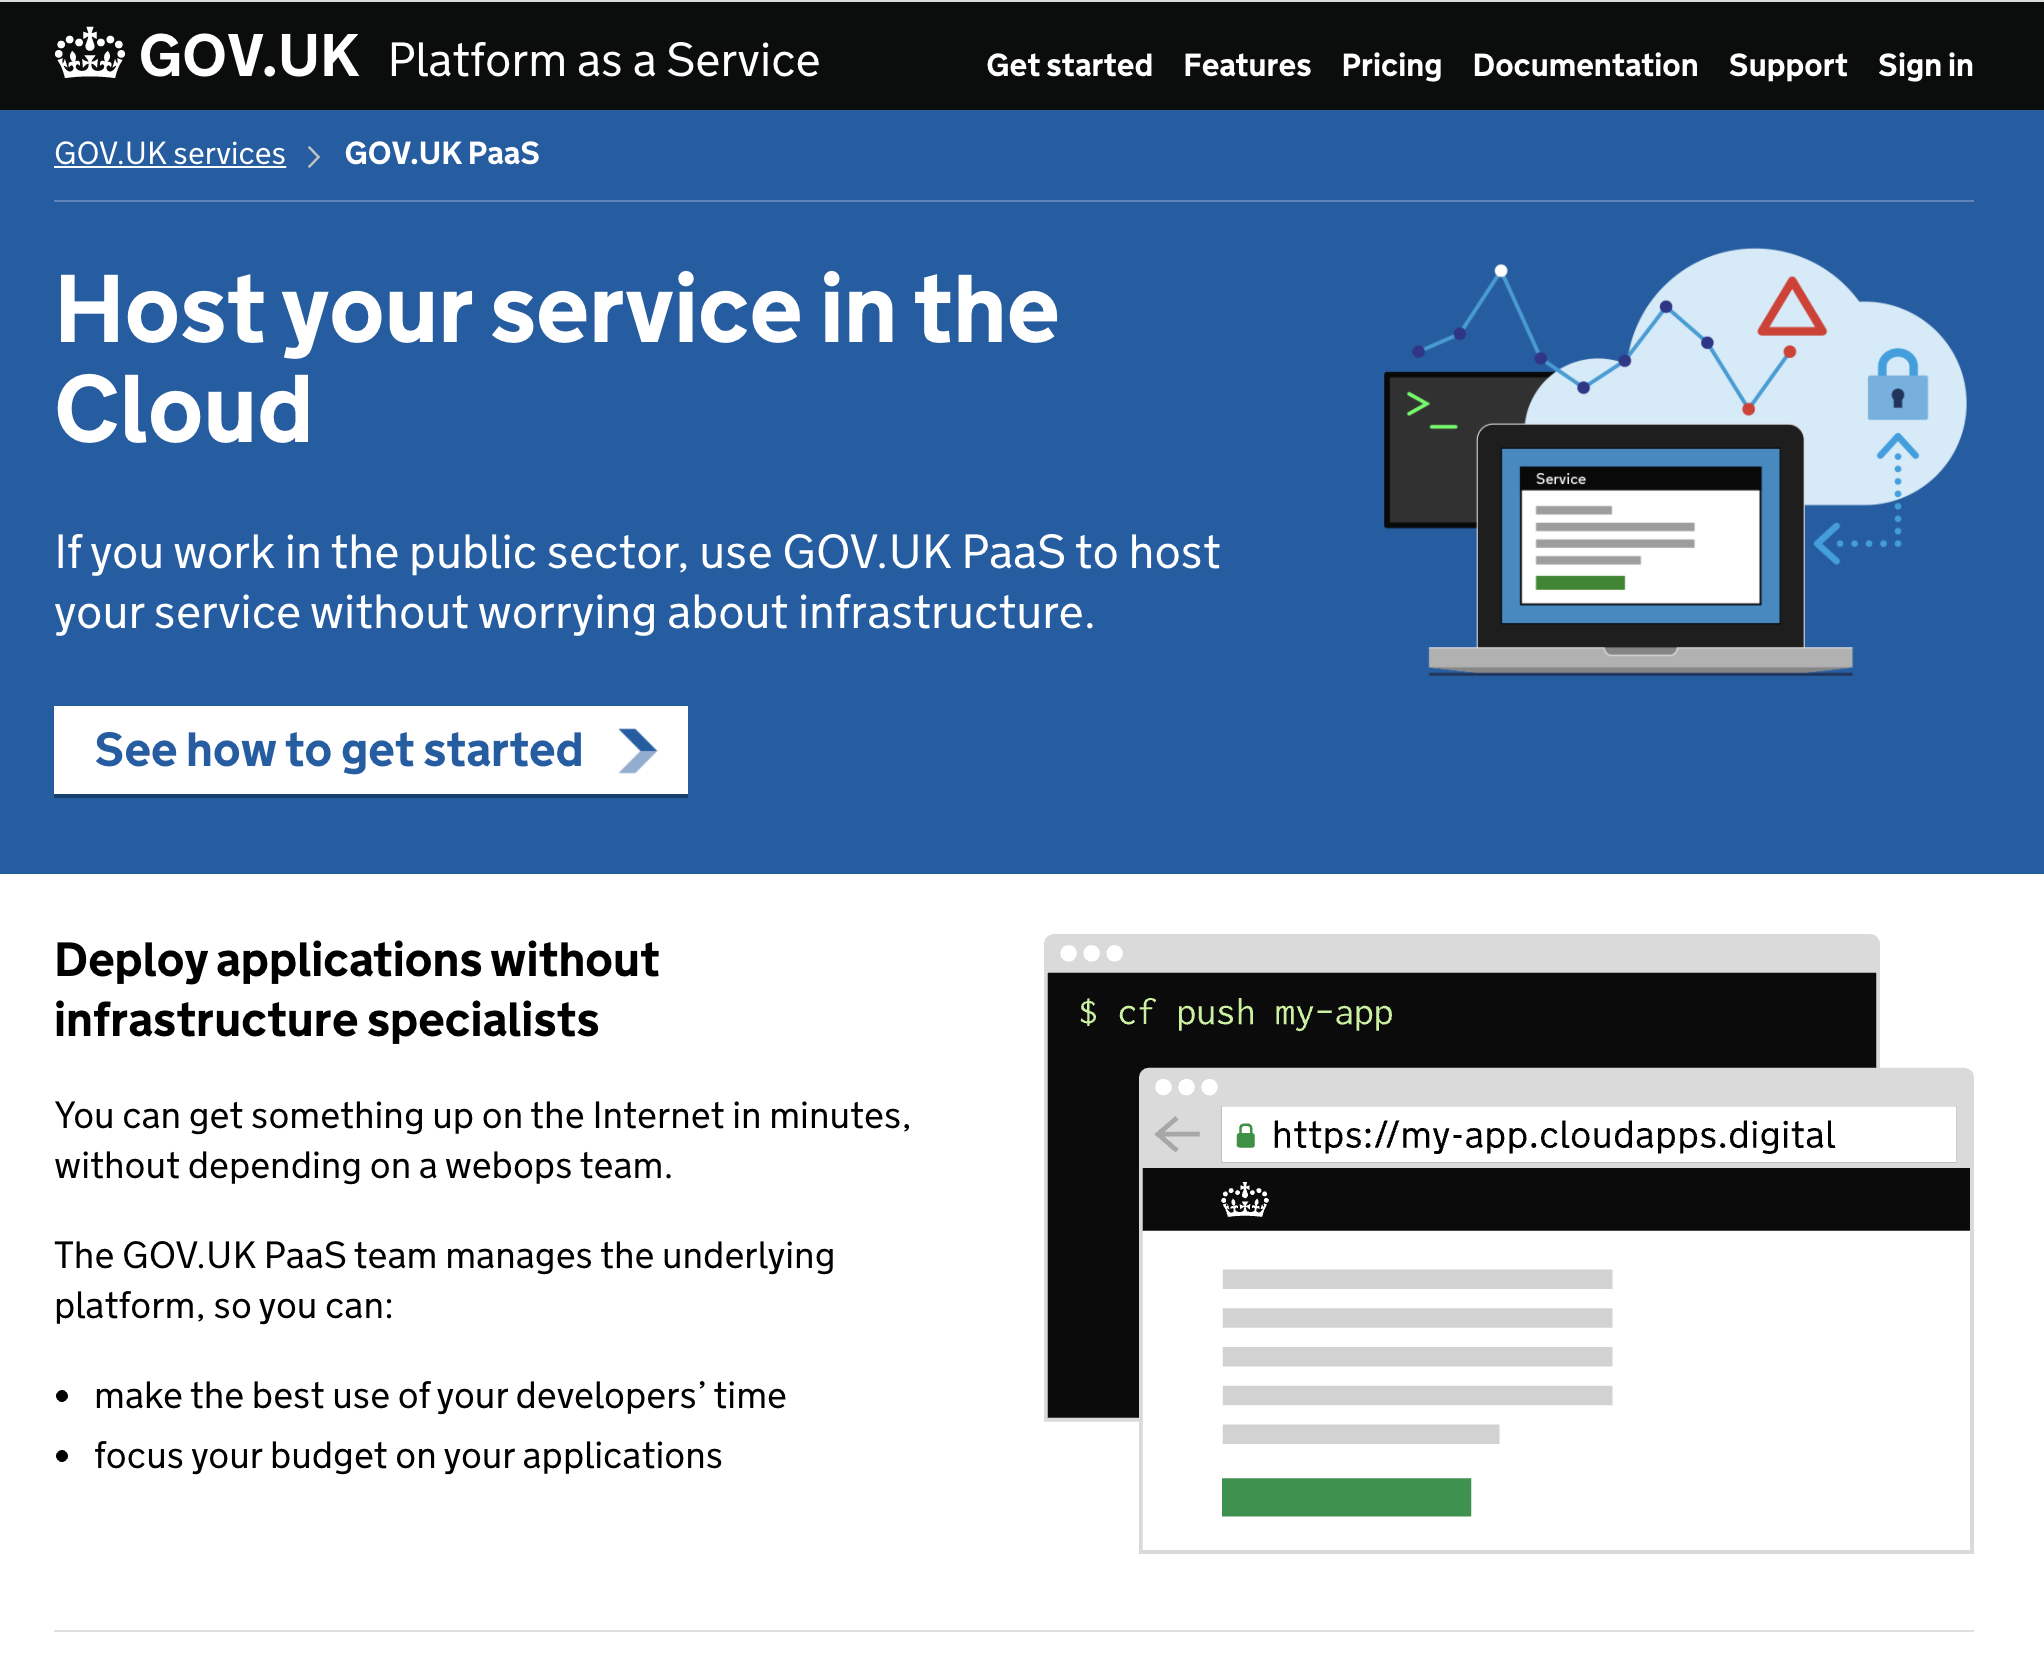 GOV.UK Platform as a Service
Get started Features Pricing Documentation Support Sign in
GOV.UK services > GOV.UK PaaS
Host your service in the
Cloud
If you work in the public sector, use GOV.UK PaaS to host
your service without worrying about infrastructure.
See how to get started
>_
Service
Deploy applications without
infrastructure specialists
You can get something up on the Internet in minutes,
without depending on a webops team.
The GOV.UK PaaS team manages the underlying
platform, so you can:
• make the best use of your developers’ time
• focus your budget on your applications
$ cf push my-app
https://my-app.cloudapps.digital